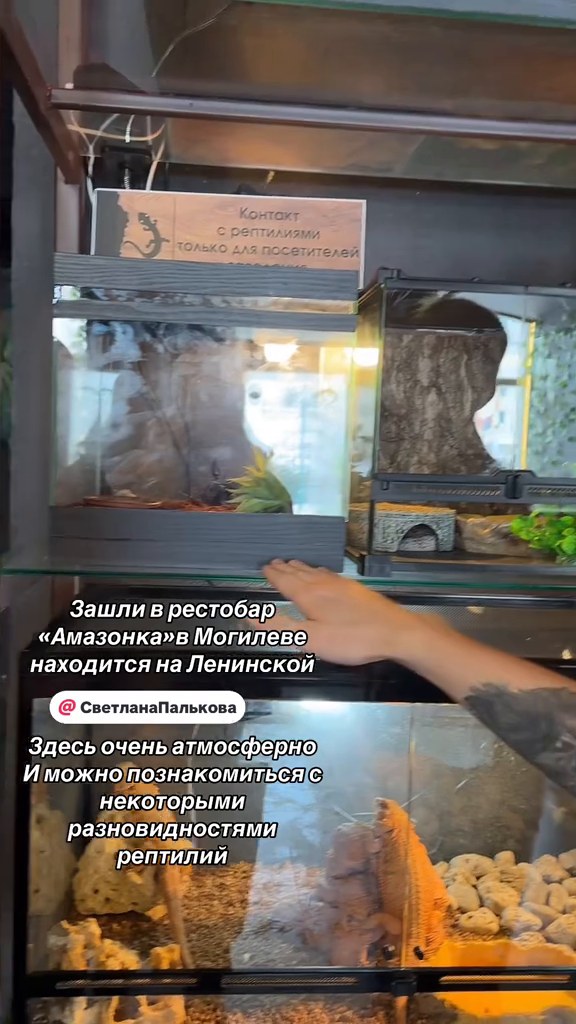 Контакт
с рептилиями
только для посетителей
Зашли в рестобар
«Амазонка»в Могилеве
находится на Ленинской
@ СветланаПалькова
Здесь очень атмосферно
И можно познакомиться с
некоторыми
разновидностями
рептилий